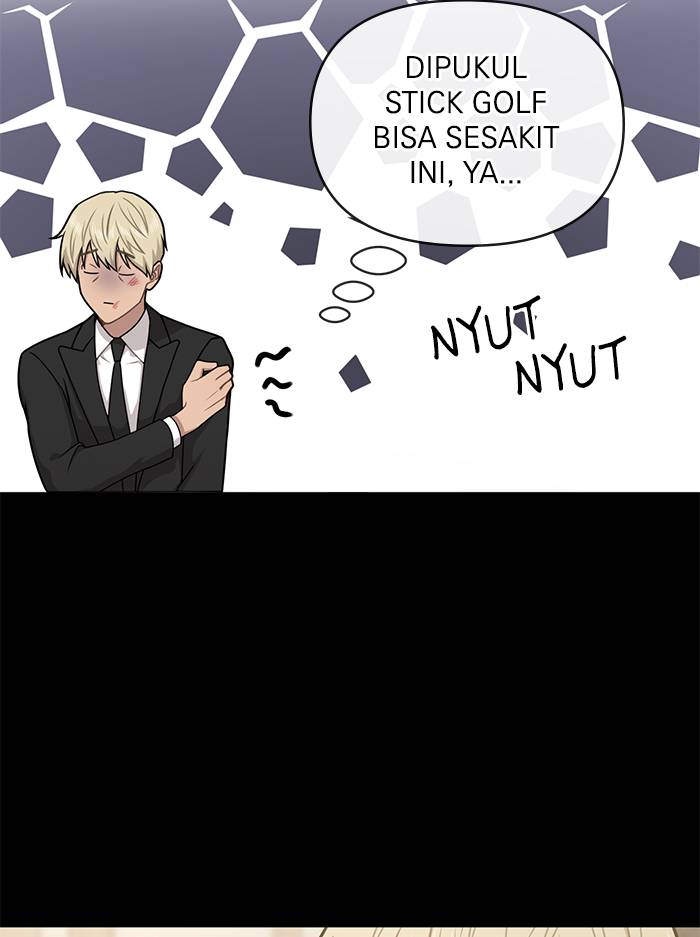 DIPUKUL
STICK GOLF
BISA SESAKIT
INI, YA...
NYUT
NYUT